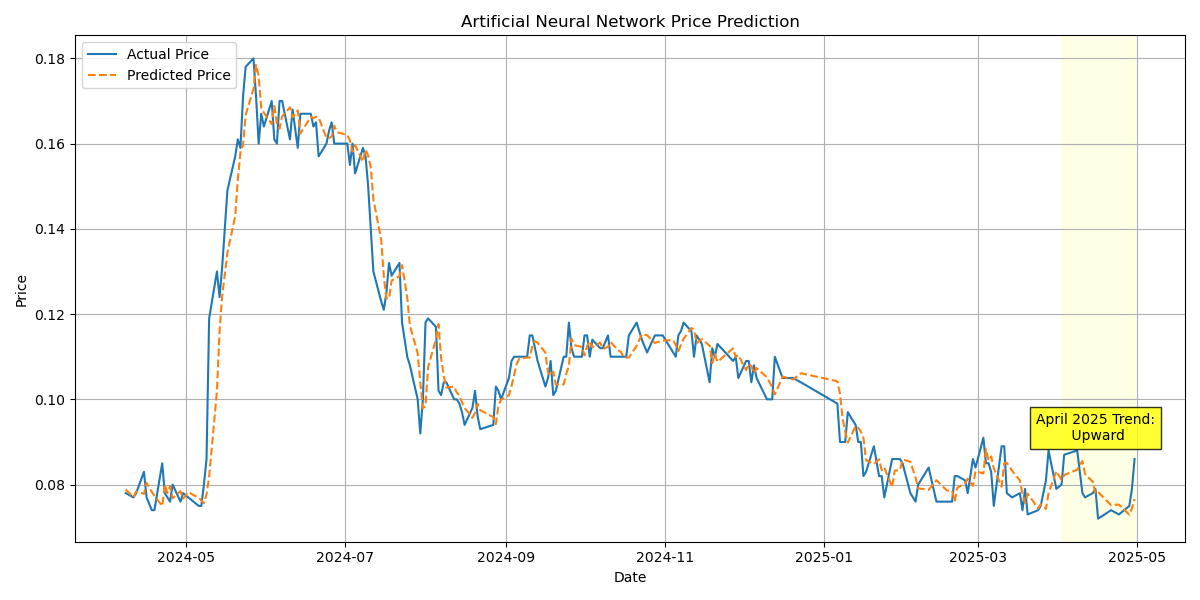 Artificial Neural Network Price Prediction
Actual Price
Predicted Price
April 2025 Trend:
Upward
Price
0.18
0.16
0.14
0.12
0.10
0.08
2024-05
2024-07
2024-09
2024-11
2025-01
2025-03
2025-05
Date